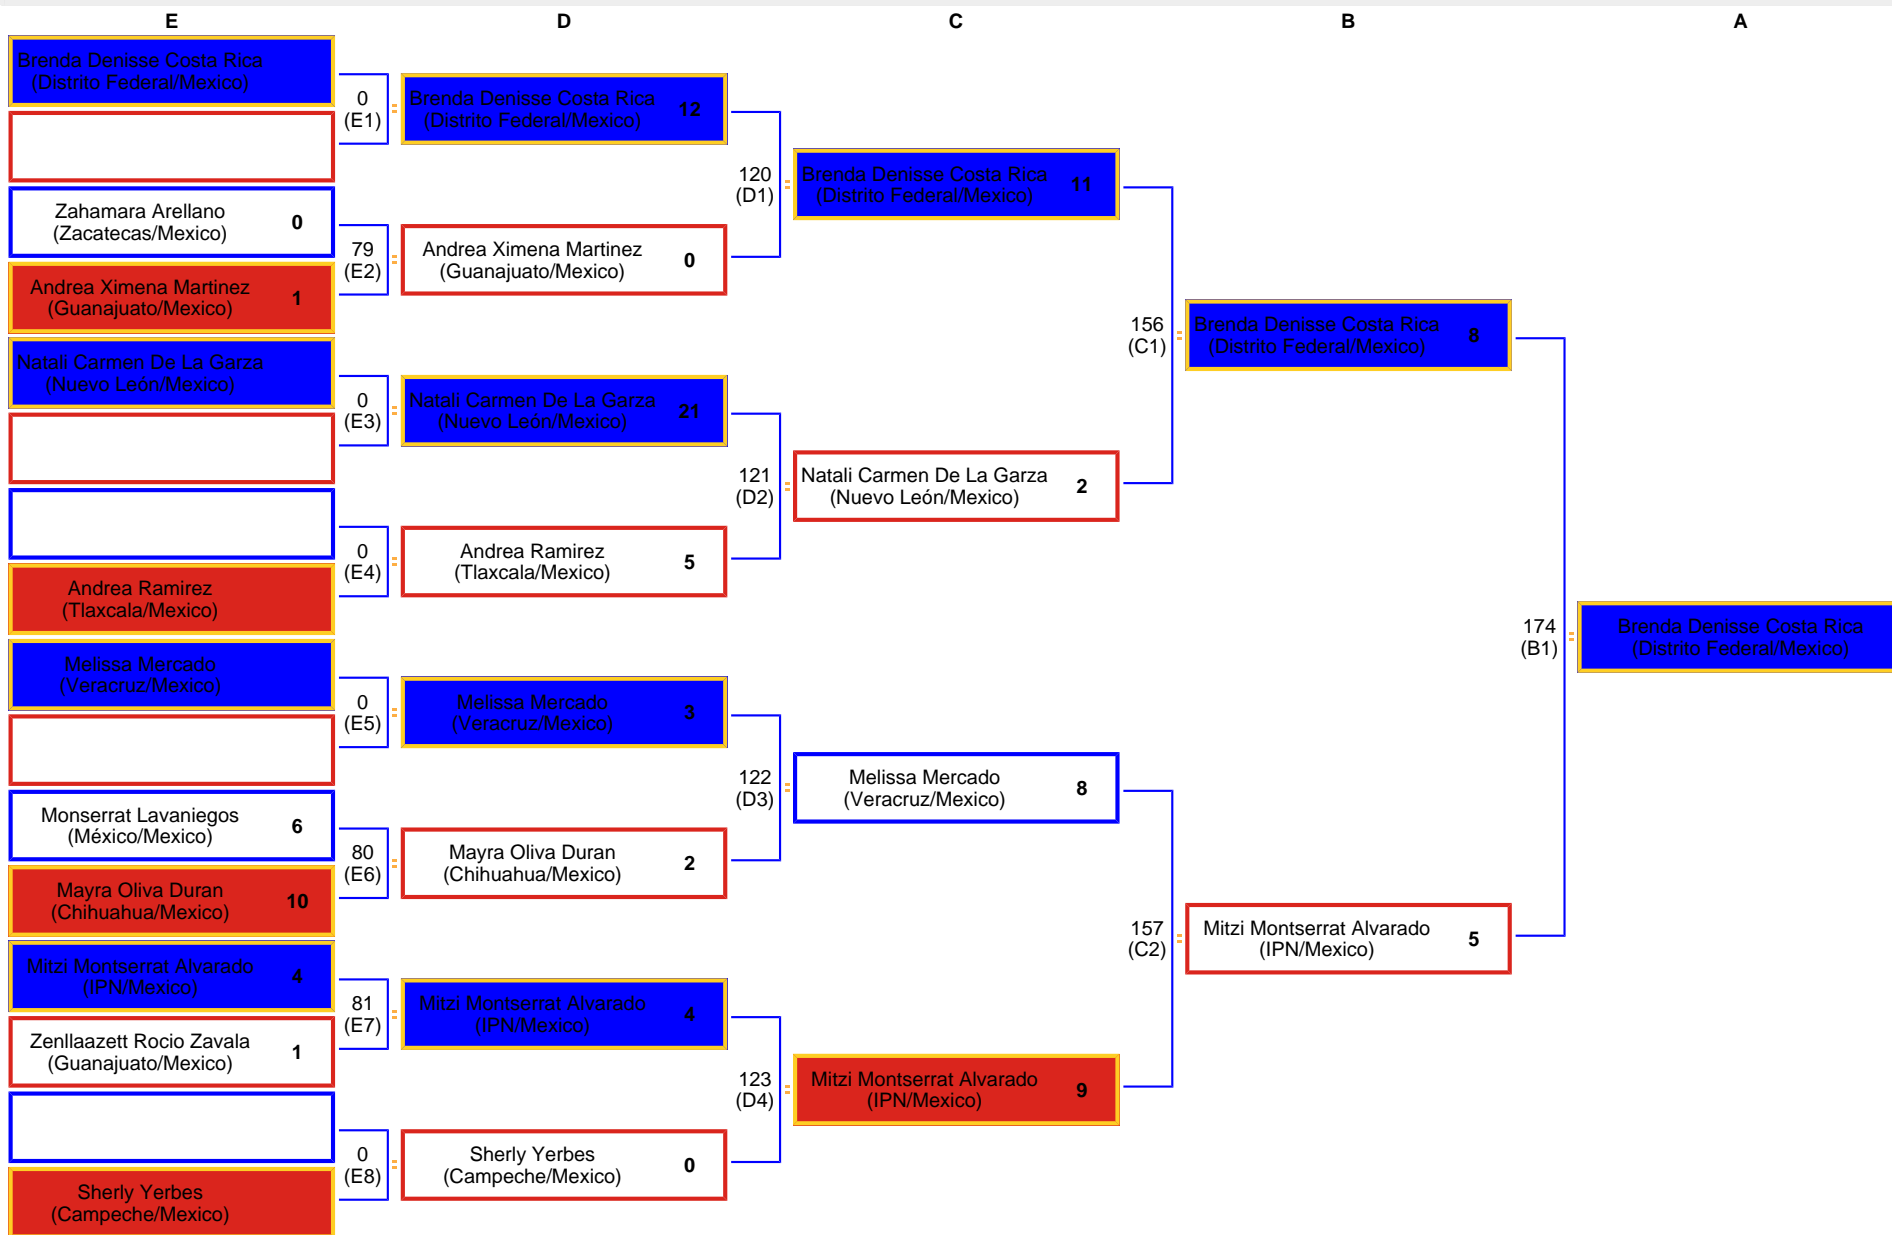 E
D
C
B
A
Brenda Denisse Costa Rica
(Distrito Federal/Mexico)
0
(E1)
Zahamara Arellano
(Zacatecas/Mexico)
0
79
(E2)
Andrea Ximena Martinez
(Guanajuato/Mexico)
1
Natali Carmen De La Garza
(Nuevo León/Mexico)
0
(E3)
0
(E4)
Andrea Ramirez
(Tlaxcala/Mexico)
Melissa Mercado
(Veracruz/Mexico)
0
(E5)
Monserrat Lavaniegos
(México/Mexico)
6
80
(E6)
Mayra Oliva Duran
(Chihuahua/Mexico)
10
Mitzi Montserrat Alvarado
(IPN/Mexico)
4
81
(E7)
Zenllaazett Rocio Zavala
(Guanajuato/Mexico)
1
0
(E8)
Sherly Yerbes
(Campeche/Mexico)
Brenda Denisse Costa Rica
(Distrito Federal/Mexico)
12
120
(D1)
Andrea Ximena Martinez
(Guanajuato/Mexico)
0
Natali Carmen De La Garza
(Nuevo León/Mexico)
21
121
(D2)
Andrea Ramirez
(Tlaxcala/Mexico)
5
Melissa Mercado
(Veracruz/Mexico)
3
122
(D3)
Mayra Oliva Duran
(Chihuahua/Mexico)
2
Mitzi Montserrat Alvarado
(IPN/Mexico)
4
123
(D4)
Sherly Yerbes
(Campeche/Mexico)
0
Brenda Denisse Costa Rica
(Distrito Federal/Mexico)
11
156
(C1)
Natali Carmen De La Garza
(Nuevo León/Mexico)
2
Melissa Mercado
(Veracruz/Mexico)
8
157
(C2)
Mitzi Montserrat Alvarado
(IPN/Mexico)
9
Brenda Denisse Costa Rica
(Distrito Federal/Mexico)
8
174
(B1)
Mitzi Montserrat Alvarado
(IPN/Mexico)
5
Brenda Denisse Costa Rica
(Distrito Federal/Mexico)